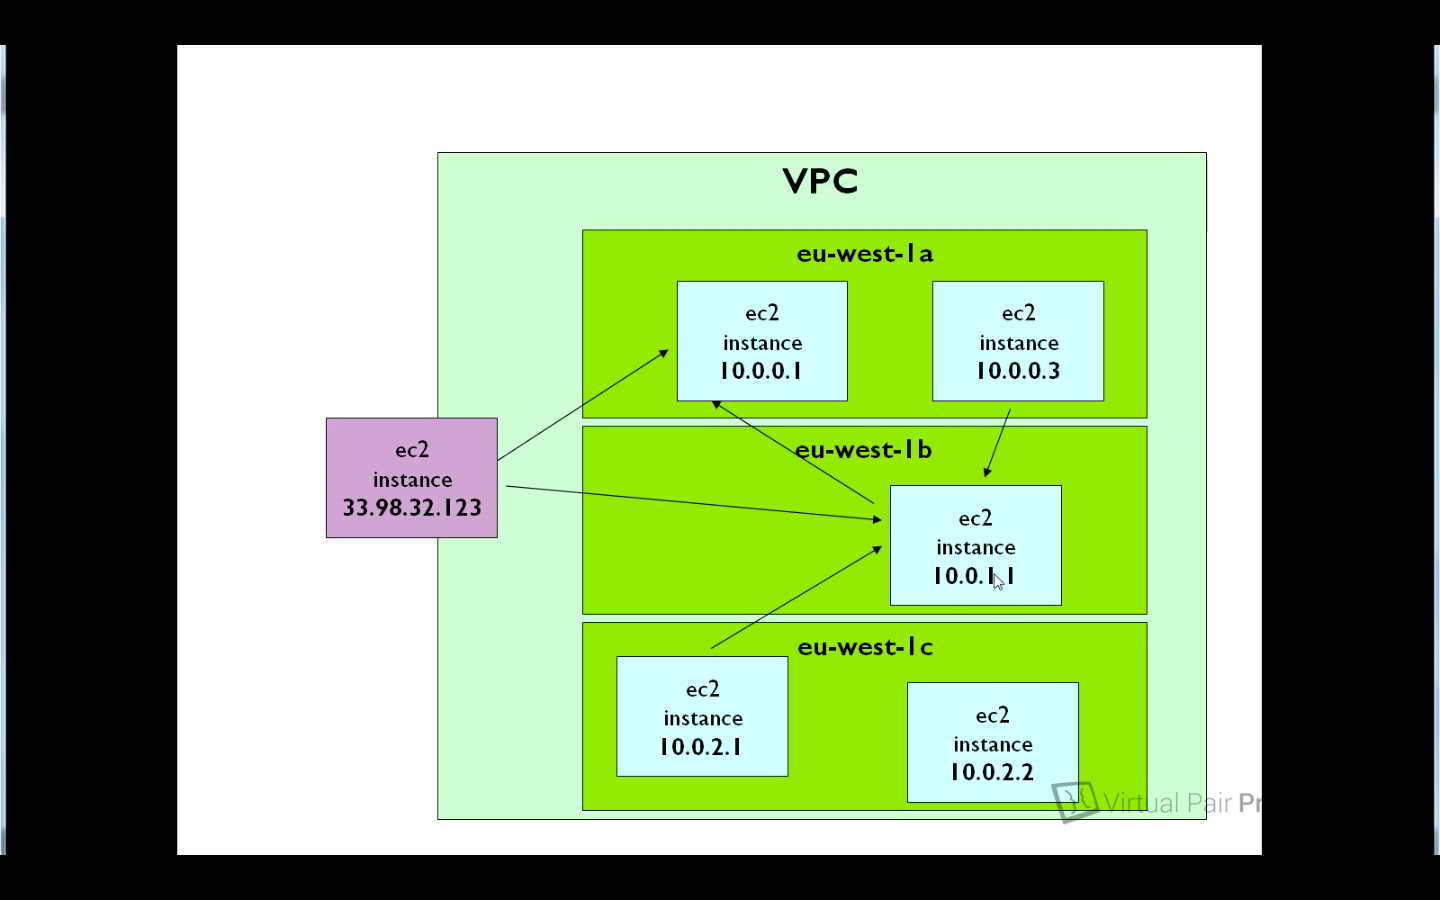 VPC
eu-west-1a
ec2
instance
10.0.0.1
ec2
instance
10.0.0.3
ec2
instance
33.98.32.123
eu-west-1b
ec2
instance
10.0.1.1
eu-west-1c
ec2
instance
10.0.2.1
ec2
instance
10.0.2.2
Virtual Pair Pr